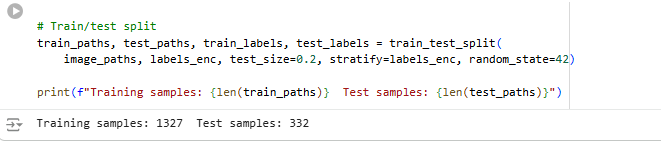 # Train/test split
train_paths, test_paths, train_labels, test_labels = train_test_split(
    image_paths, labels_enc, test_size=0.2, stratify=labels_enc, random_state=42)
print(f"Training samples: {len(train_paths)}  Test samples: {len(test_paths)}")
Training samples: 1327  Test samples: 332